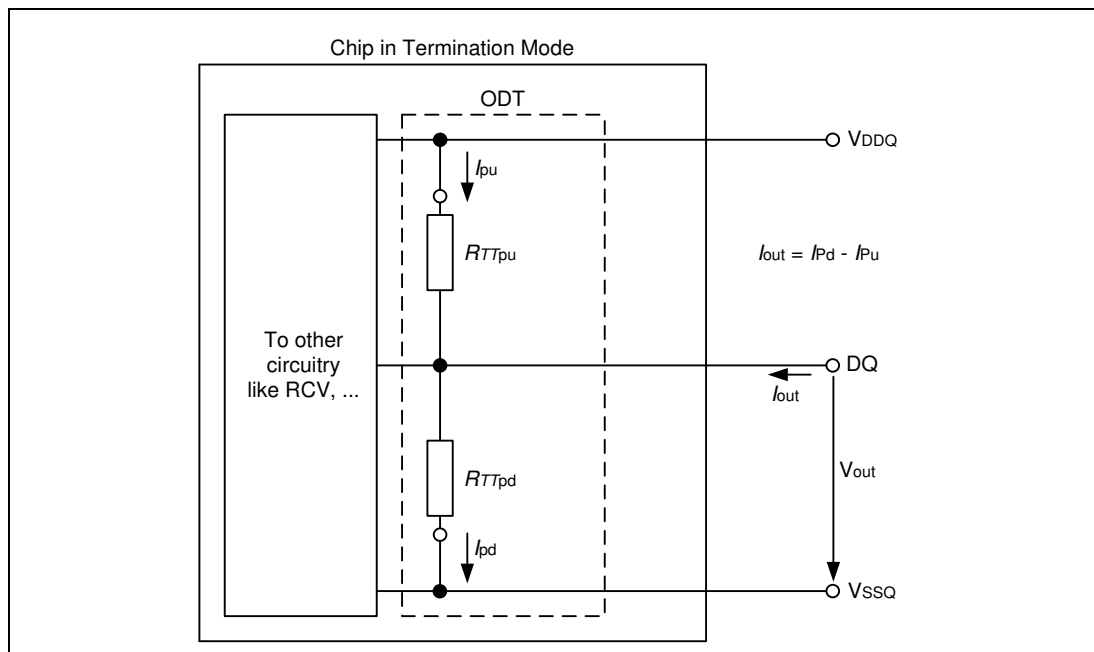 Chip in Termination Mode
ODT
VDDQ
Ipu
RTTpu
Iout = IPd - IPu
To other
circuitry
like RCV, ...
DQ
Iout
RTTpd
Vout
Ipd
VSSQ